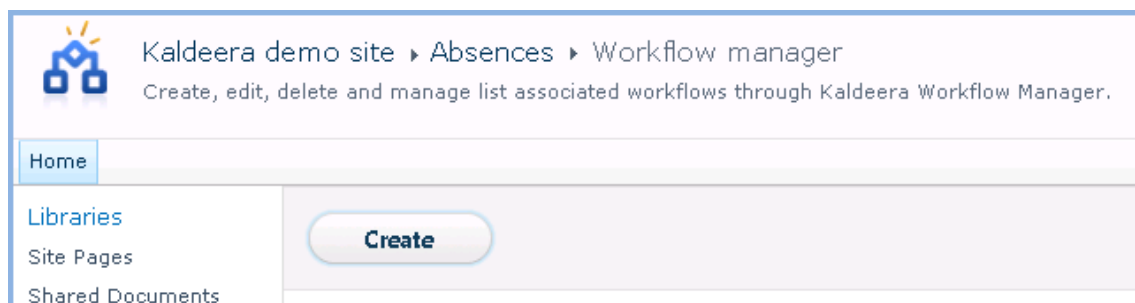 Kaldeera demo site ▸ Absences ▸ Workflow manager
Create, edit, delete and manage list associated workflows through Kaldeera Workflow Manager.
Home
Libraries
Create
Site Pages
Shared Documents